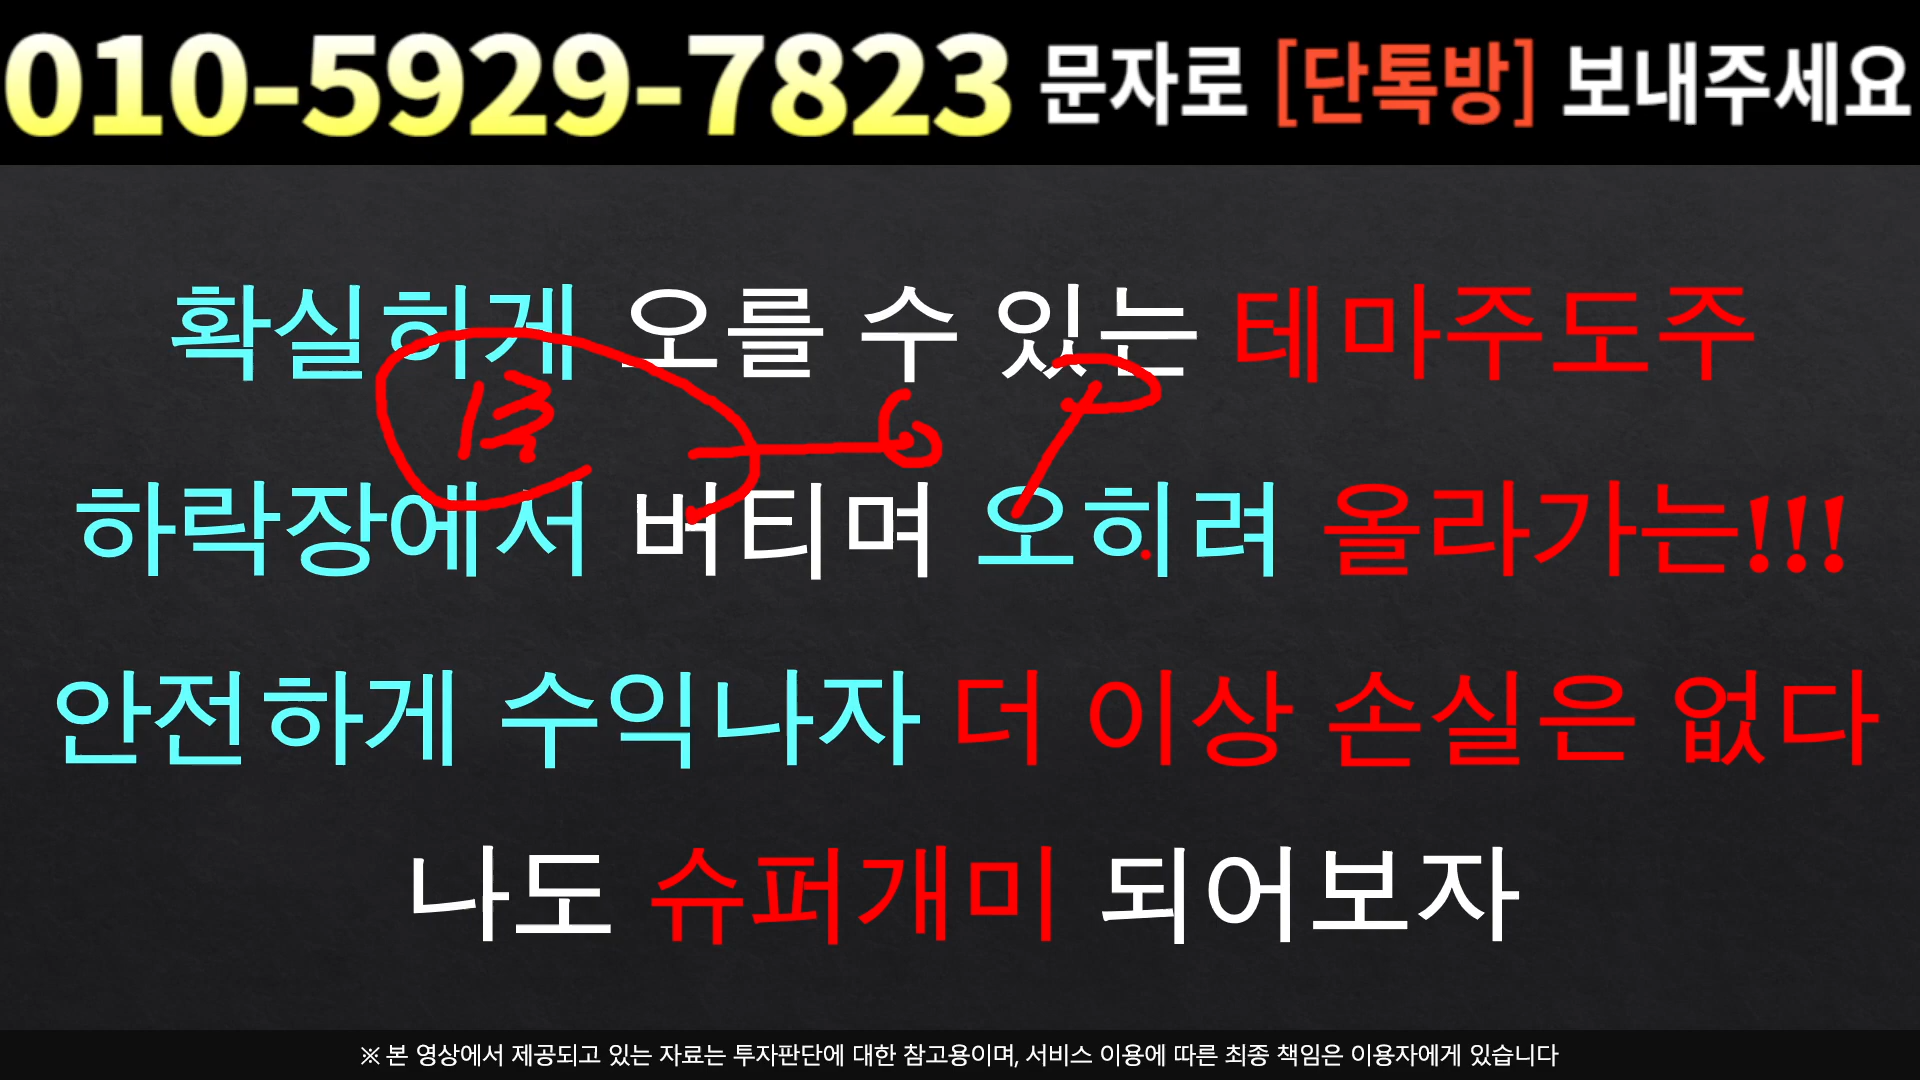 010-5929-7823 문자로 [단톡방] 보내주세요
확실하게 오를 수 있는 테마주도주
13
하락장에서 버티며 오히려 올라가는!!!
안전하게 수익나자 더 이상 손실은 없다
나도 슈퍼개미 되어보자
※ 본 영상에서 제공되고 있는 자료는 투자판단에 대한 참고용이며, 서비스 이용에 따른 최종 책임은 이용자에게 있습니다